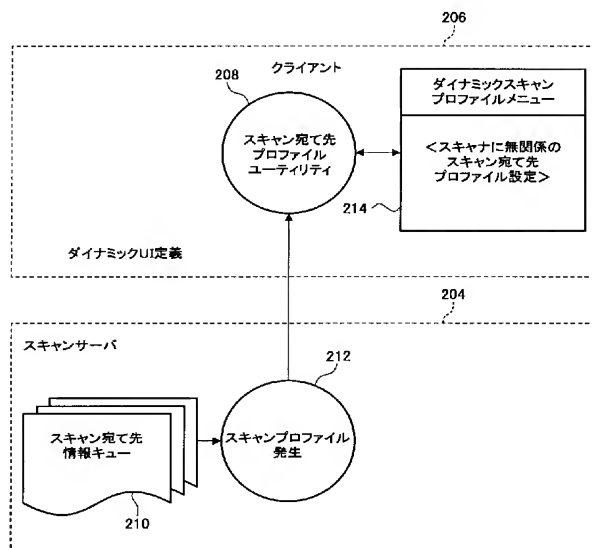 206
クライアント
208
スキャン宛て先
プロファイル
ユーティリティ
ダイナミックスキャン
プロファイルメニュー
<スキャナに無関係の
スキャン宛て先
プロファイル設定>
214
ダイナミックUI定義
204
スキャンサーバ
212
スキャン宛て先
情報キュー
スキャンプロファイル
発生
210